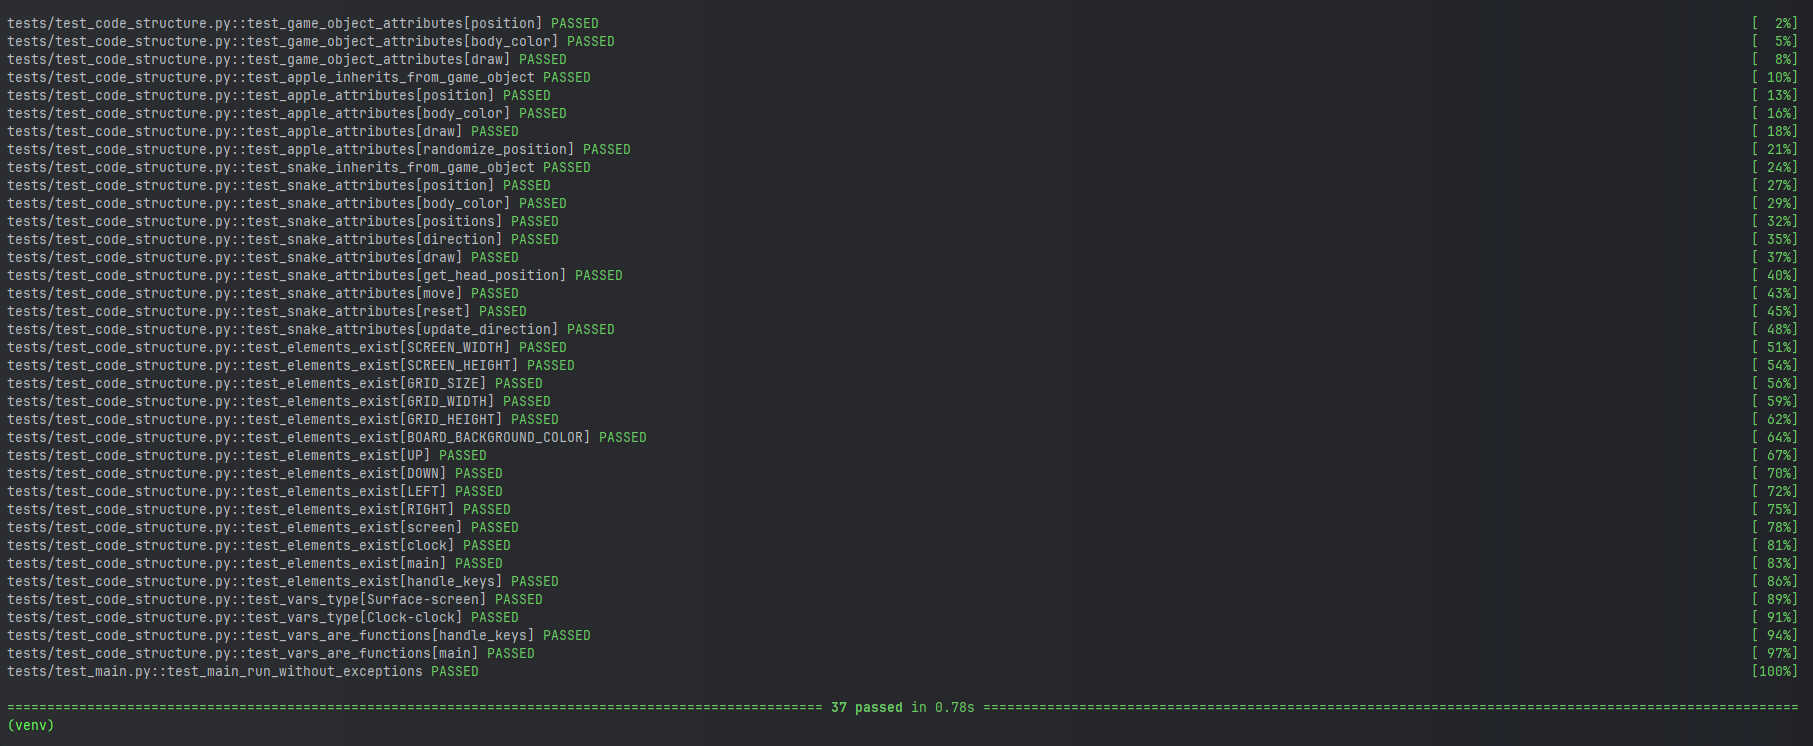 tests/test_code_structure.py::test_game_object_attributes[position] PASSED [  2%]
tests/test_code_structure.py::test_game_object_attributes[body_color] PASSED [  5%]
tests/test_code_structure.py::test_game_object_attributes[draw] PASSED [  8%]
tests/test_code_structure.py::test_apple_inherits_from_game_object PASSED [ 10%]
tests/test_code_structure.py::test_apple_attributes[position] PASSED [ 13%]
tests/test_code_structure.py::test_apple_attributes[body_color] PASSED [ 16%]
tests/test_code_structure.py::test_apple_attributes[draw] PASSED [ 18%]
tests/test_code_structure.py::test_apple_attributes[randomize_position] PASSED [ 21%]
tests/test_code_structure.py::test_snake_inherits_from_game_object PASSED [ 24%]
tests/test_code_structure.py::test_snake_attributes[position] PASSED [ 27%]
tests/test_code_structure.py::test_snake_attributes[body_color] PASSED [ 29%]
tests/test_code_structure.py::test_snake_attributes[positions] PASSED [ 32%]
tests/test_code_structure.py::test_snake_attributes[direction] PASSED [ 35%]
tests/test_code_structure.py::test_snake_attributes[draw] PASSED [ 37%]
tests/test_code_structure.py::test_snake_attributes[get_head_position] PASSED [ 40%]
tests/test_code_structure.py::test_snake_attributes[move] PASSED [ 43%]
tests/test_code_structure.py::test_snake_attributes[reset] PASSED [ 45%]
tests/test_code_structure.py::test_snake_attributes[update_direction] PASSED [ 48%]
tests/test_code_structure.py::test_elements_exist[SCREEN_WIDTH] PASSED [ 51%]
tests/test_code_structure.py::test_elements_exist[SCREEN_HEIGHT] PASSED [ 54%]
tests/test_code_structure.py::test_elements_exist[GRID_SIZE] PASSED [ 56%]
tests/test_code_structure.py::test_elements_exist[GRID_WIDTH] PASSED [ 59%]
tests/test_code_structure.py::test_elements_exist[GRID_HEIGHT] PASSED [ 62%]
tests/test_code_structure.py::test_elements_exist[BOARD_BACKGROUND_COLOR] PASSED [ 64%]
tests/test_code_structure.py::test_elements_exist[UP] PASSED [ 67%]
tests/test_code_structure.py::test_elements_exist[DOWN] PASSED [ 70%]
tests/test_code_structure.py::test_elements_exist[LEFT] PASSED [ 72%]
tests/test_code_structure.py::test_elements_exist[RIGHT] PASSED [ 75%]
tests/test_code_structure.py::test_elements_exist[screen] PASSED [ 78%]
tests/test_code_structure.py::test_elements_exist[clock] PASSED [ 81%]
tests/test_code_structure.py::test_elements_exist[main] PASSED [ 83%]
tests/test_code_structure.py::test_elements_exist[handle_keys] PASSED [ 86%]
tests/test_code_structure.py::test_vars_type[Surface-screen] PASSED [ 89%]
tests/test_code_structure.py::test_vars_type[Clock-clock] PASSED [ 91%]
tests/test_code_structure.py::test_vars_are_functions[handle_keys] PASSED [ 94%]
tests/test_code_structure.py::test_vars_are_functions[main] PASSED [ 97%]
tests/test_main.py::test_main_run_without_exceptions PASSED [100%]
====================================================================================================== 37 passed in 0.78s ======================================================================================================
(venv)